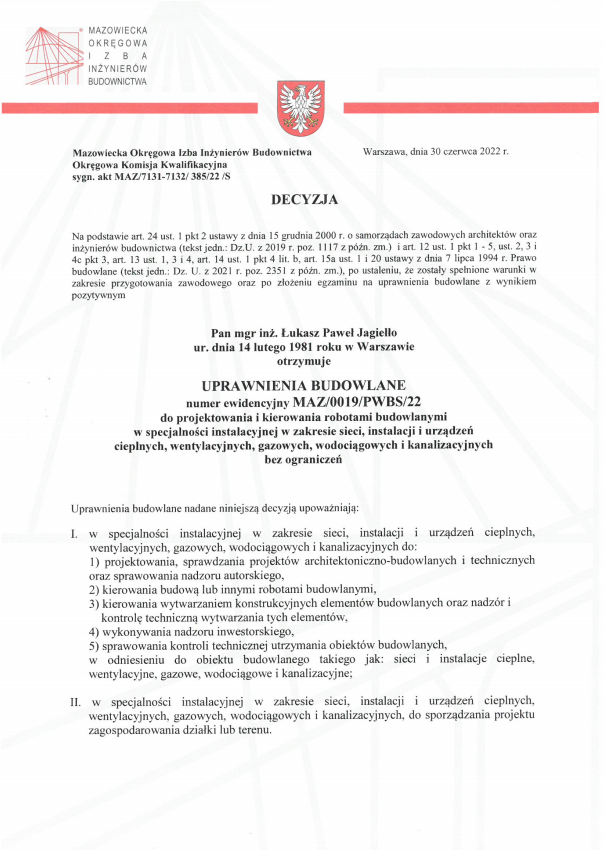 MAZOWIECKA
OKRĘGOWA
IZBA
INŻYNIERÓW
BUDOWNICTWA
Mazowiecka Okręgowa Izba Inżynierów Budownictwa
Warszawa, dnia 30 czerwca 2022 r.
Okręgowa Komisja Kwalifikacyjna
sygn. akt MAZ/7131-7132/ 385/22 /S
DECYZJA
Na podstawie art. 24 ust. 1 pkt 2 ustawy z dnia 15 grudnia 2000 r. o samorządach zawodowych architektów oraz
inżynierów budownictwa (tekst jedn.: Dz.U. z 2019 r. poz. 1117 z późn. zm.) i art. 12 ust. 1 pkt 1 - 5, ust. 2, 3 i
4c pkt 3, art. 13 ust. 1, 3 i 4, art. 14 ust. 1 pkt 4 lit. b, art. 15a ust. 1 i 20 ustawy z dnia 7 lipca 1994 r. Prawo
budowlane (tekst jedn.: Dz. U. z 2021 r. poz. 2351 z późn. zm.), po ustaleniu, że zostały spełnione warunki w
zakresie przygotowania zawodowego oraz po złożeniu egzaminu na uprawnienia budowlane z wynikiem
pozytywnym
Pan mgr inż. Łukasz Paweł Jagiełło
ur. dnia 14 lutego 1981 roku w Warszawie
otrzymuje
UPRAWNIENIA BUDOWLANE
numer ewidencyjny MAZ/0019/PWBS/22
do projektowania i kierowania robotami budowlanymi
w specjalności instalacyjnej w zakresie sieci, instalacji i urządzeń
cieplnych, wentylacyjnych, gazowych, wodociągowych i kanalizacyjnych
bez ograniczeń
Uprawnienia budowlane nadane niniejszą decyzją upoważniają:
I. w specjalności instalacyjnej w zakresie sieci, instalacji i urządzeń cieplnych,
wentylacyjnych, gazowych, wodociągowych i kanalizacyjnych do:
1) projektowania, sprawdzania projektów architektoniczno-budowlanych i technicznych
oraz sprawowania nadzoru autorskiego,
2) kierowania budową lub innymi robotami budowlanymi,
3) kierowania wytwarzaniem konstrukcyjnych elementów budowlanych oraz nadzór i
kontrolę techniczną wytwarzania tych elementów,
4) wykonywania nadzoru inwestorskiego,
5) sprawowania kontroli technicznej utrzymania obiektów budowlanych,
w odniesieniu do obiektu budowlanego takiego jak: sieci i instalacje cieplne,
wentylacyjne, gazowe, wodociągowe i kanalizacyjne;
II. w specjalności instalacyjnej w zakresie sieci, instalacji i urządzeń cieplnych,
wentylacyjnych, gazowych, wodociągowych i kanalizacyjnych, do sporządzania projektu
zagospodarowania działki lub terenu.